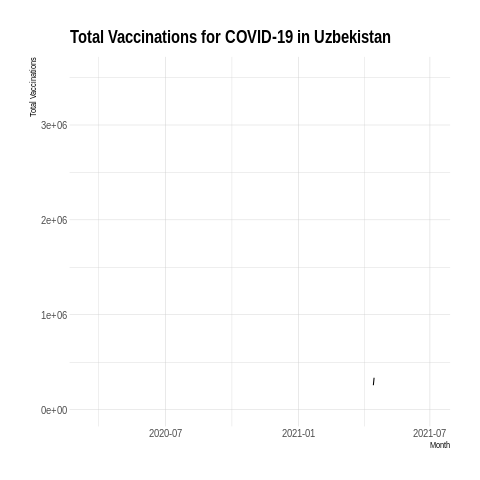 Total Vaccinations for COVID-19 in Uzbekistan
Total Vaccinations
3e+06
2e+06
1e+06
0e+00
2020-07
2021-01
2021-07
Month